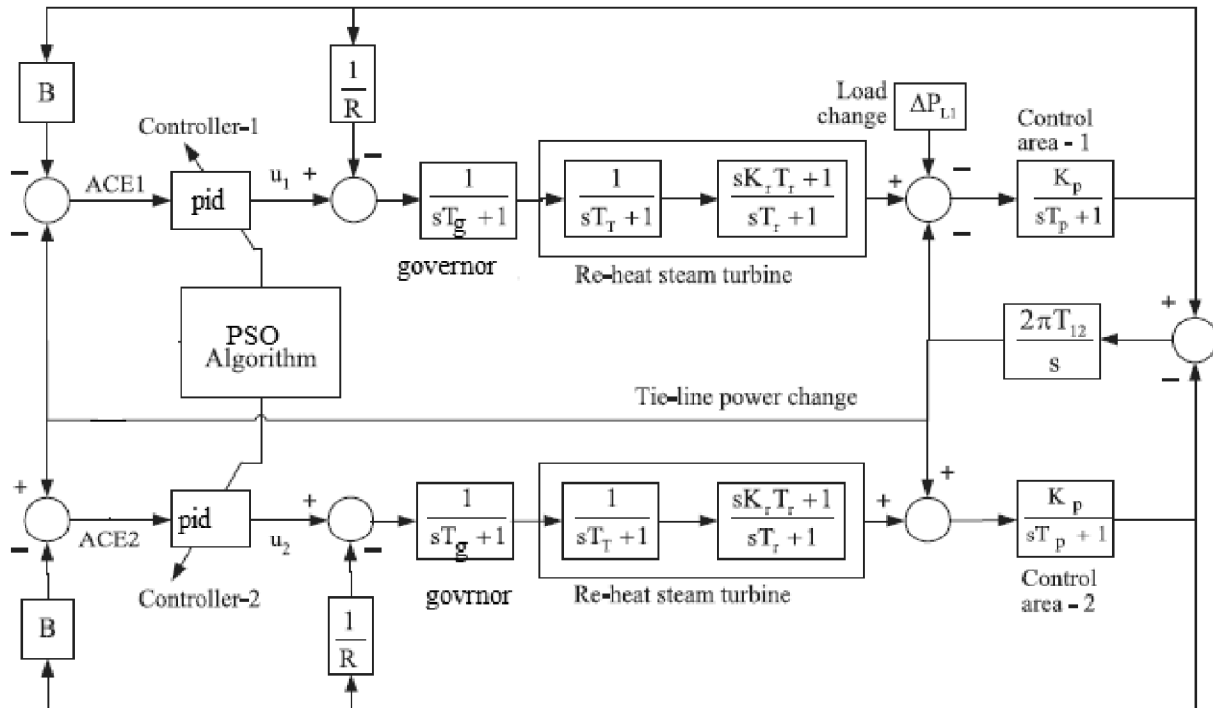 B
1
R
Load
change
ΔP_L1
Controller-1
Control
area - 1
−
−
−
ACE1
pid
u₁
+
1
sT_g + 1
1
sT_T + 1
sK_r T_r + 1
sT_r + 1
+
−
K_p
sT_p + 1
−
−
governor
Re-heat steam turbine
PSO
Algorithm
2πT₁₂
s
+
−
Tie-line power change
+
+
−
ACE2
pid
u₂
+
−
1
sT_g + 1
1
sT_T + 1
sK_r T_r + 1
sT_r + 1
+
K_p
sT_p + 1
Controller-2
govrnor
Re-heat steam turbine
Control
area - 2
B
1
R